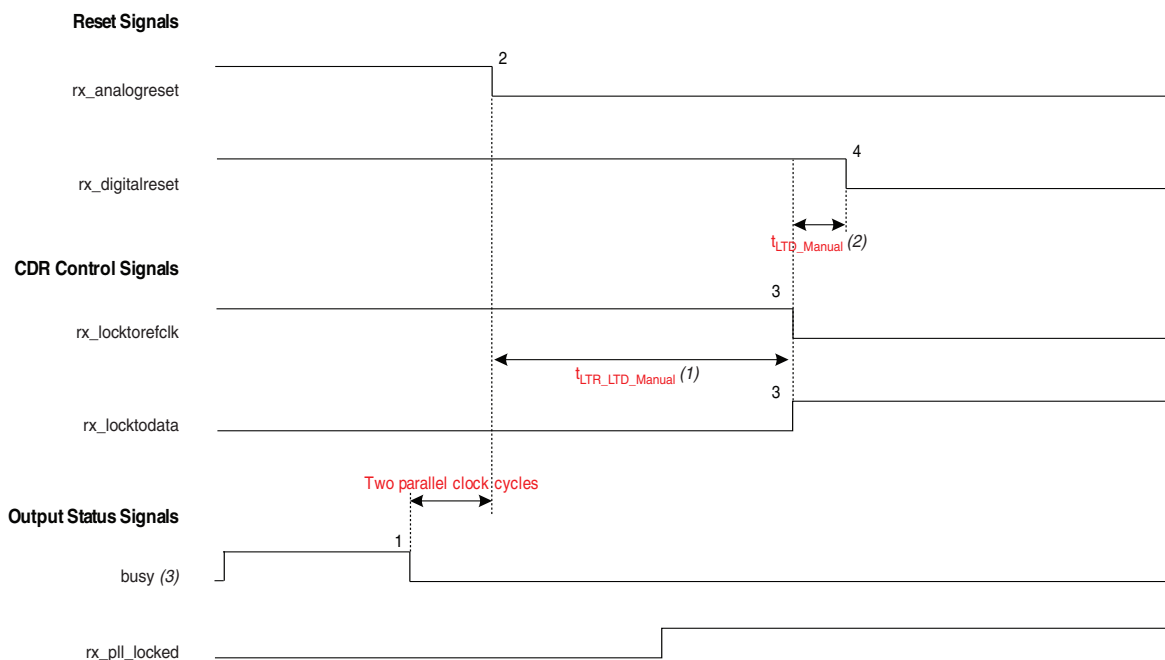 Reset Signals
2
rx_analogreset
4
rx_digitalreset
tLTD_Manual (2)
CDR Control Signals
3
rx_locktorefclk
tLTR_LTD_Manual (1)
3
rx_locktodata
Two parallel clock cycles
Output Status Signals
1
busy (3)
rx_pll_locked